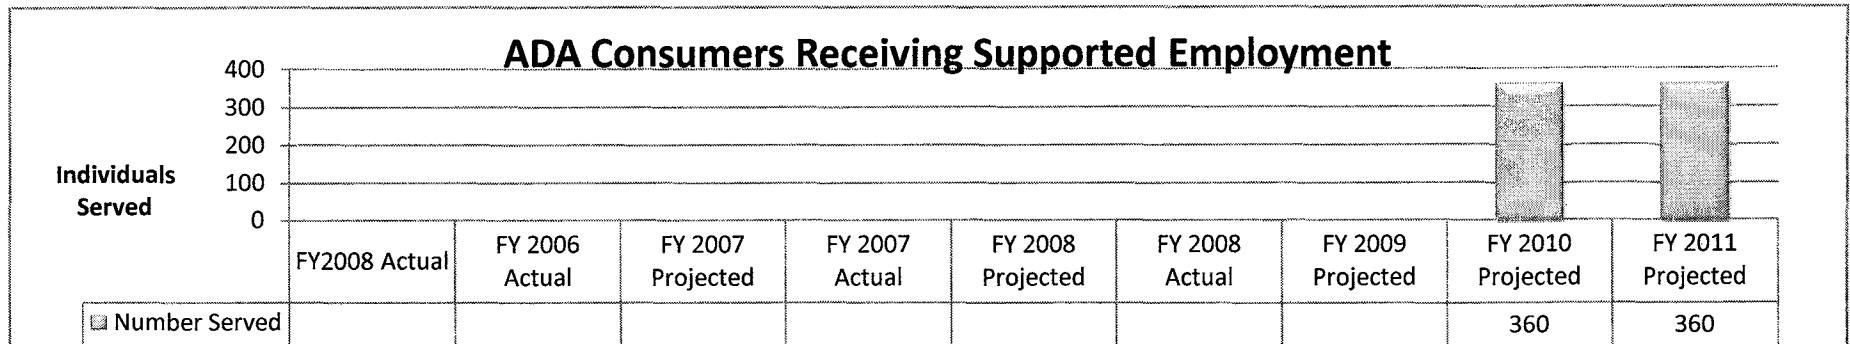 ADA Consumers Receiving Supported Employment
400
300
200
100
0
Individuals
Served
FY2008 Actual
FY 2006
Actual
FY 2007
Projected
FY 2007
Actual
FY 2008
Projected
FY 2008
Actual
FY 2009
Projected
FY 2010
Projected
FY 2011
Projected
Number Served 360 360